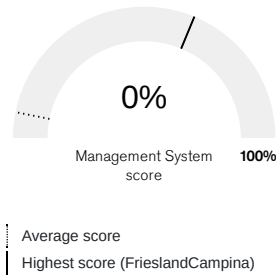 0%
Management System 100%
score
Average score
Highest score (FrieslandCampina)